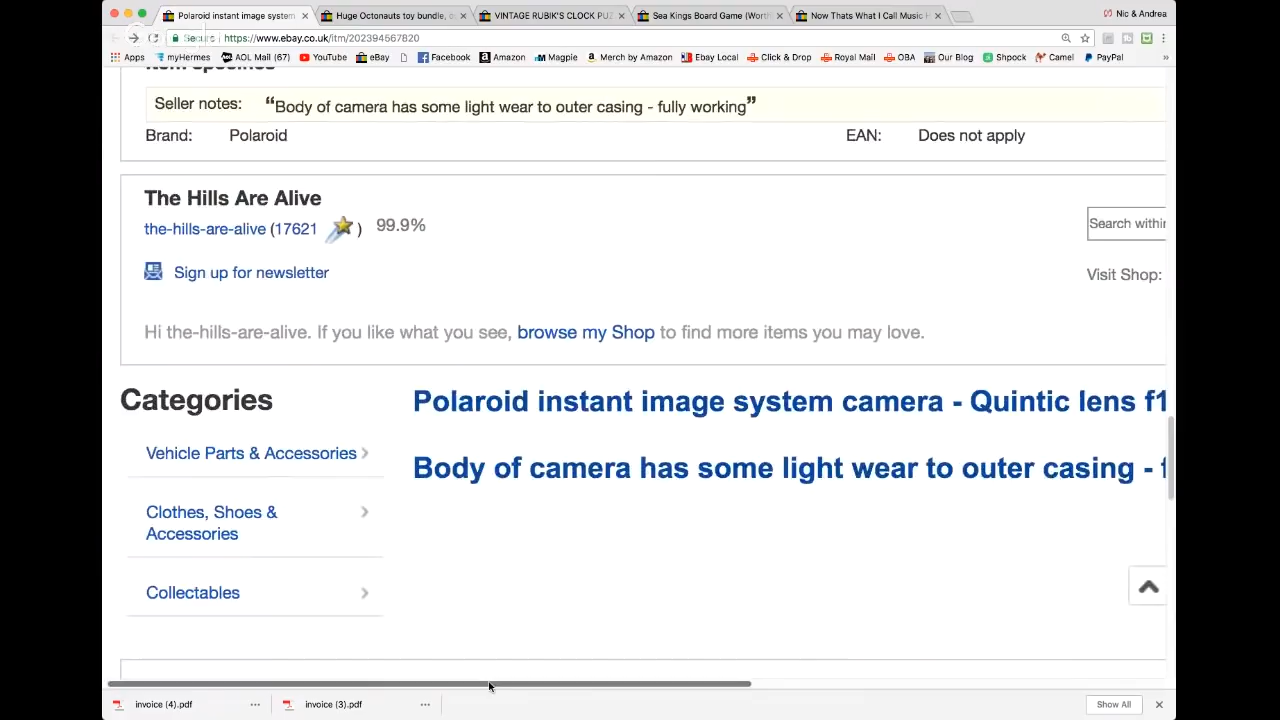 Polaroid instant image system
Huge Octonauts toy bundle, c
VINTAGE RUBIK'S CLOCK PUZ
Sea Kings Board Game (Worth
Now Thats What I Call Music H
Nic & Andrea
Secure
https://www.ebay.co.uk/itm/202394667820
Apps
myHermes
AOL Mail (67)
YouTube
eBay
Facebook
Amazon
Magpie
Merch by Amazon
Ebay Local
Click & Drop
Royal Mail
OBA
Our Blog
Shpock
Camel
PayPal
»
Seller notes: “Body of camera has some light wear to outer casing - fully working”
Brand: Polaroid EAN: Does not apply
The Hills Are Alive
the-hills-are-alive (17621 ) 99.9%
Search within
Sign up for newsletter
Visit Shop:
Hi the-hills-are-alive. If you like what you see, browse my Shop to find more items you may love.
Categories
Polaroid instant image system camera - Quintic lens f1
Vehicle Parts & Accessories
Body of camera has some light wear to outer casing - f
Clothes, Shoes &
Accessories
Collectables
invoice (4).pdf
invoice (3).pdf
Show All